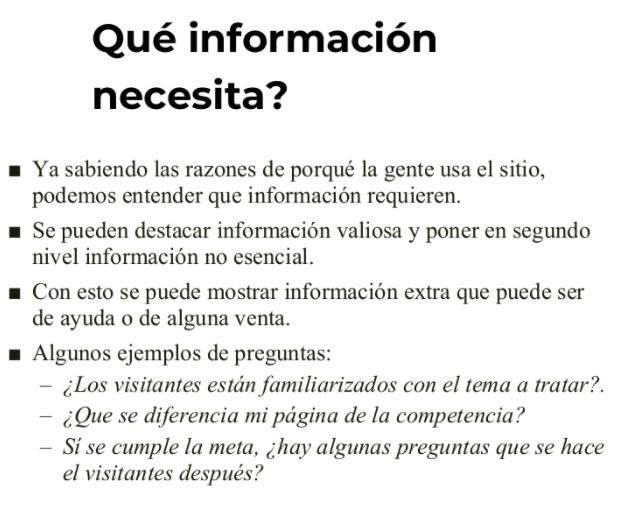 Qué información
necesita?
■ Ya sabiendo las razones de porqué la gente usa el sitio,
podemos entender que información requieren.
■ Se pueden destacar información valiosa y poner en segundo
nivel información no esencial.
■ Con esto se puede mostrar información extra que puede ser
de ayuda o de alguna venta.
■ Algunos ejemplos de preguntas:
– ¿Los visitantes están familiarizados con el tema a tratar?.
– ¿Que se diferencia mi página de la competencia?
– Sí se cumple la meta, ¿hay algunas preguntas que se hace
el visitantes después?